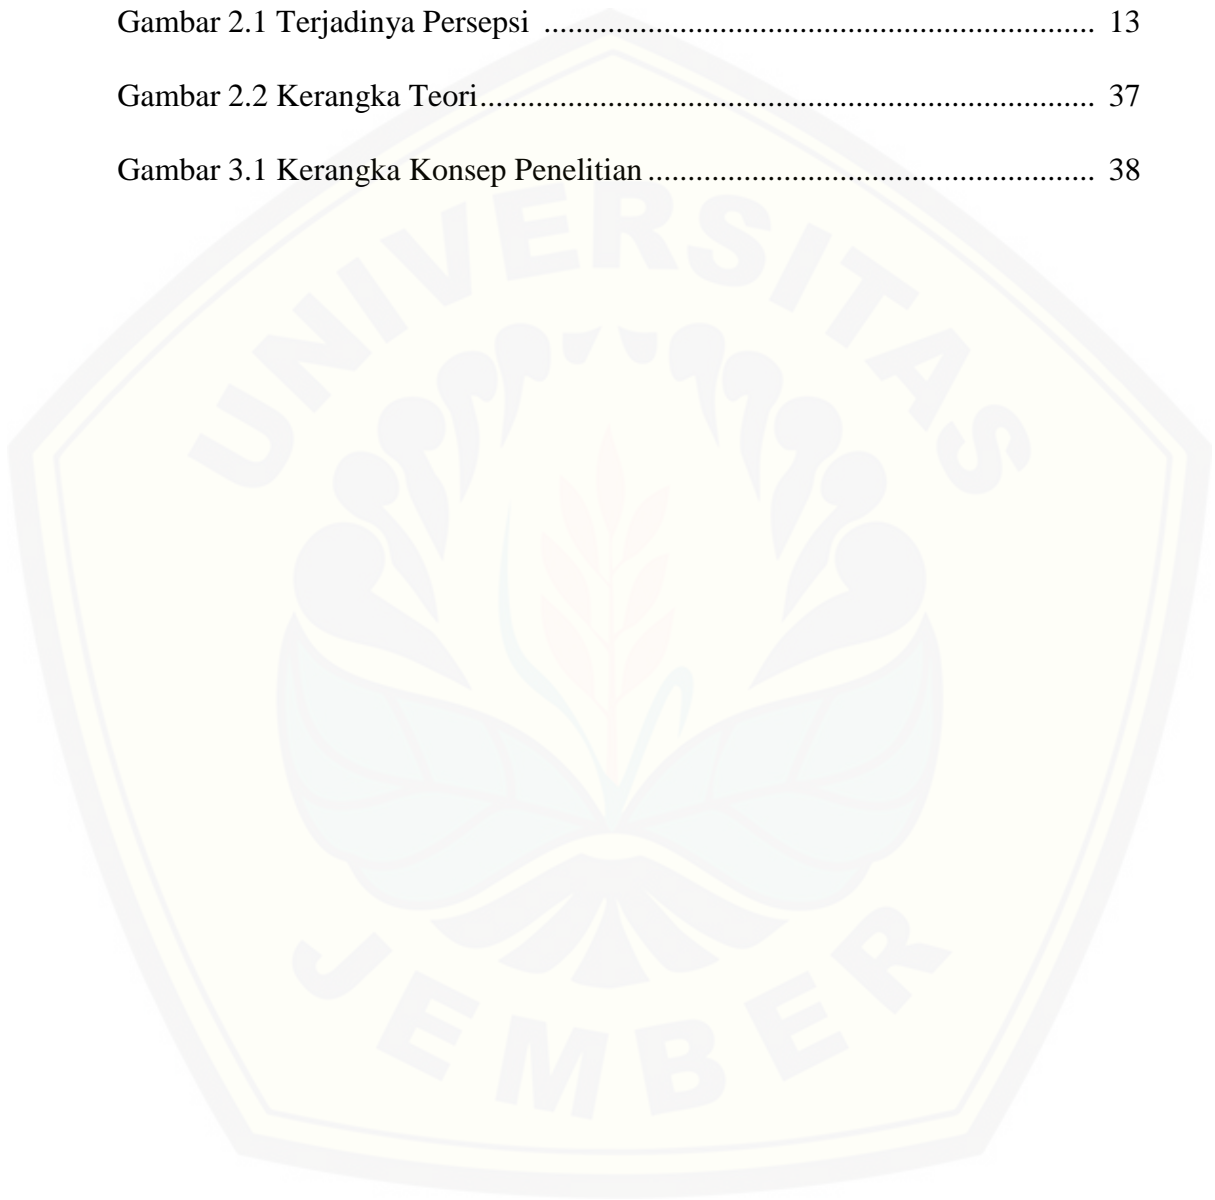 Gambar 2.1 Terjadinya Persepsi ..................................................................... 13
Gambar 2.2 Kerangka Teori............................................................................. 37
Gambar 3.1 Kerangka Konsep Penelitian ........................................................ 38
UNIVERSITAS
JEMBER